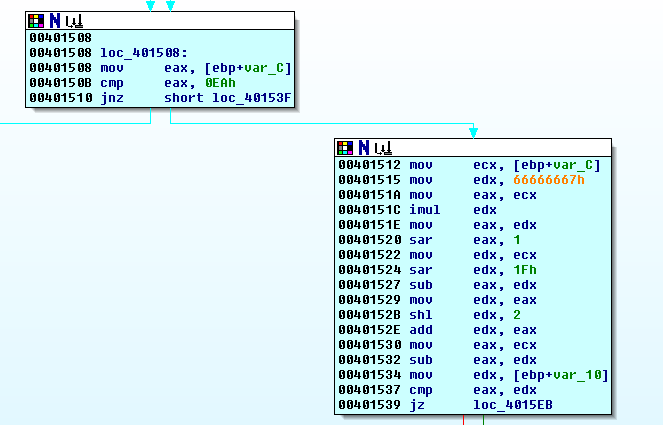 00401508
00401508 loc_401508:
00401508 mov eax, [ebp+var_C]
0040150B cmp eax, 0EAh
00401510 jnz short loc_40153F
00401512 mov ecx, [ebp+var_C]
00401515 mov edx, 66666667h
0040151A mov eax, ecx
0040151C imul edx
0040151E mov eax, edx
00401520 sar eax, 1
00401522 mov edx, ecx
00401524 sar edx, 1Fh
00401527 sub eax, edx
00401529 mov edx, eax
0040152B shl edx, 2
0040152E add edx, eax
00401530 mov eax, ecx
00401532 sub eax, edx
00401534 mov edx, [ebp+var_10]
00401537 cmp eax, edx
00401539 jz loc_4015EB